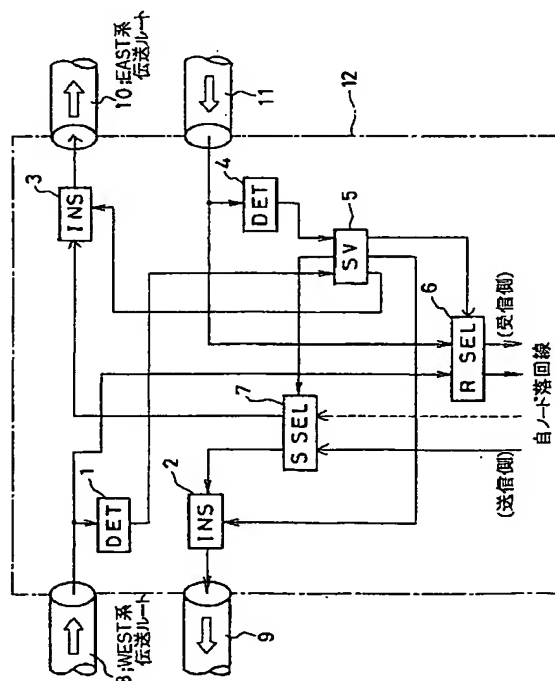 8;WEST系
伝送ルート
10;EAST系
伝送ルート
1
DET
3
INS
2
INS
7
S SEL
4
DET
5
SV
6
R SEL
9
11
12
(送信側)
(受信側)
自ノード落回線